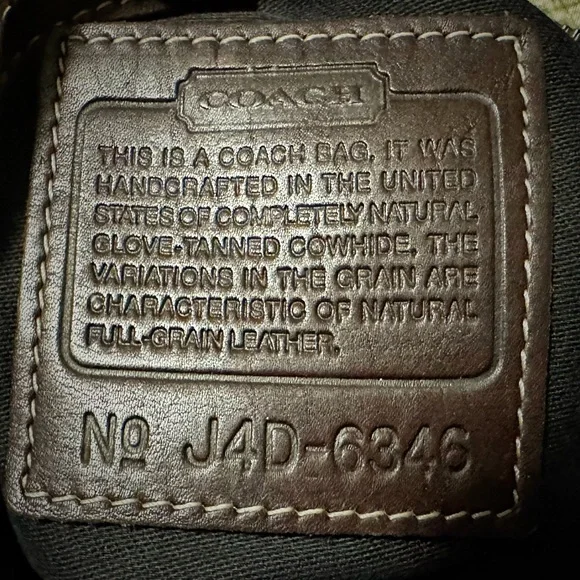 COACH
THIS IS A COACH BAG. IT WAS
HANDCRAFTED IN THE UNITED
STATES OF COMPLETELY NATURAL
GLOVE-TANNED COWHIDE. THE
VARIATIONS IN THE GRAIN ARE
CHARACTERISTIC OF NATURAL
FULL-GRAIN LEATHER.
Nº J4D-6346